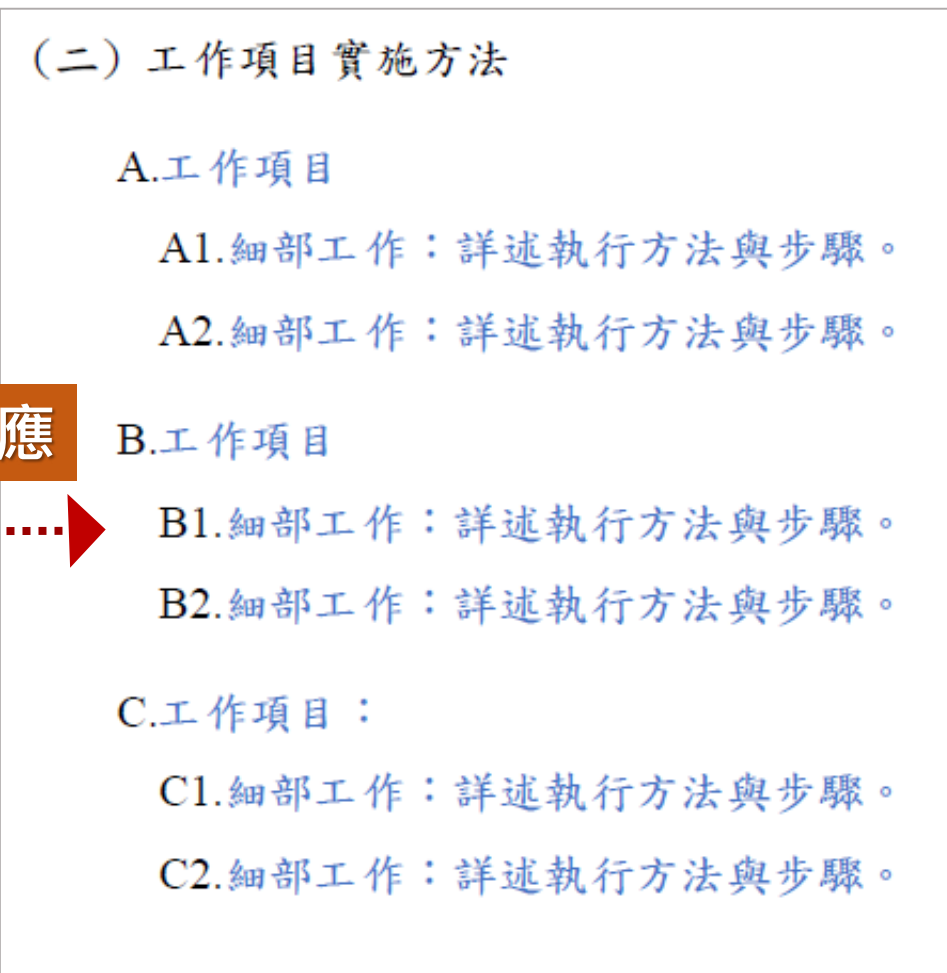 （二）工作項目實施方法
A.工作項目
A1.細部工作：詳述執行方法與步驟。
A2.細部工作：詳述執行方法與步驟。
應
B.工作項目
B1.細部工作：詳述執行方法與步驟。
B2.細部工作：詳述執行方法與步驟。
C.工作項目：
C1.細部工作：詳述執行方法與步驟。
C2.細部工作：詳述執行方法與步驟。